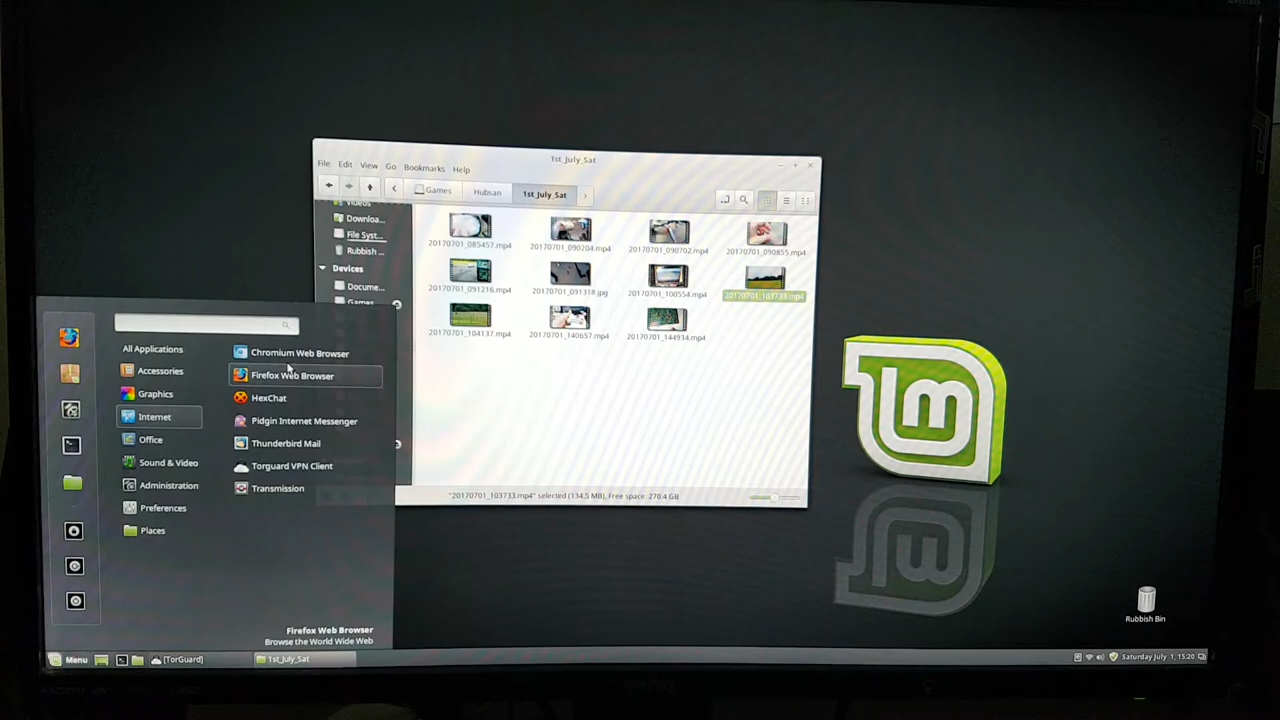 1st_July_Sat
File Edit View Go Bookmarks Help
Games Hubsan 1st_July_Sat
Videos
Downloa...
File Syst...
Rubbish ...
Devices
Docume...
Games
20170701_085457.mp4 20170701_090204.mp4 20170701_090702.mp4 20170701_090855.mp4
20170701_091216.mp4 20170701_091318.jpg 20170701_100554.mp4 20170701_103733.mp4
20170701_104137.mp4 20170701_140657.mp4 20170701_144934.mp4
"20170701_103733.mp4" selected (134.5 MB), Free space: 270.4 GB
All Applications
Accessories
Graphics
Internet
Office
Sound & Video
Administration
Preferences
Places
Chromium Web Browser
Firefox Web Browser
HexChat
Pidgin Internet Messenger
Thunderbird Mail
Torguard VPN Client
Transmission
Firefox Web Browser
Browse the World Wide Web
Rubbish Bin
Menu [TorGuard] 1st_July_Sat Saturday July 1, 15:20